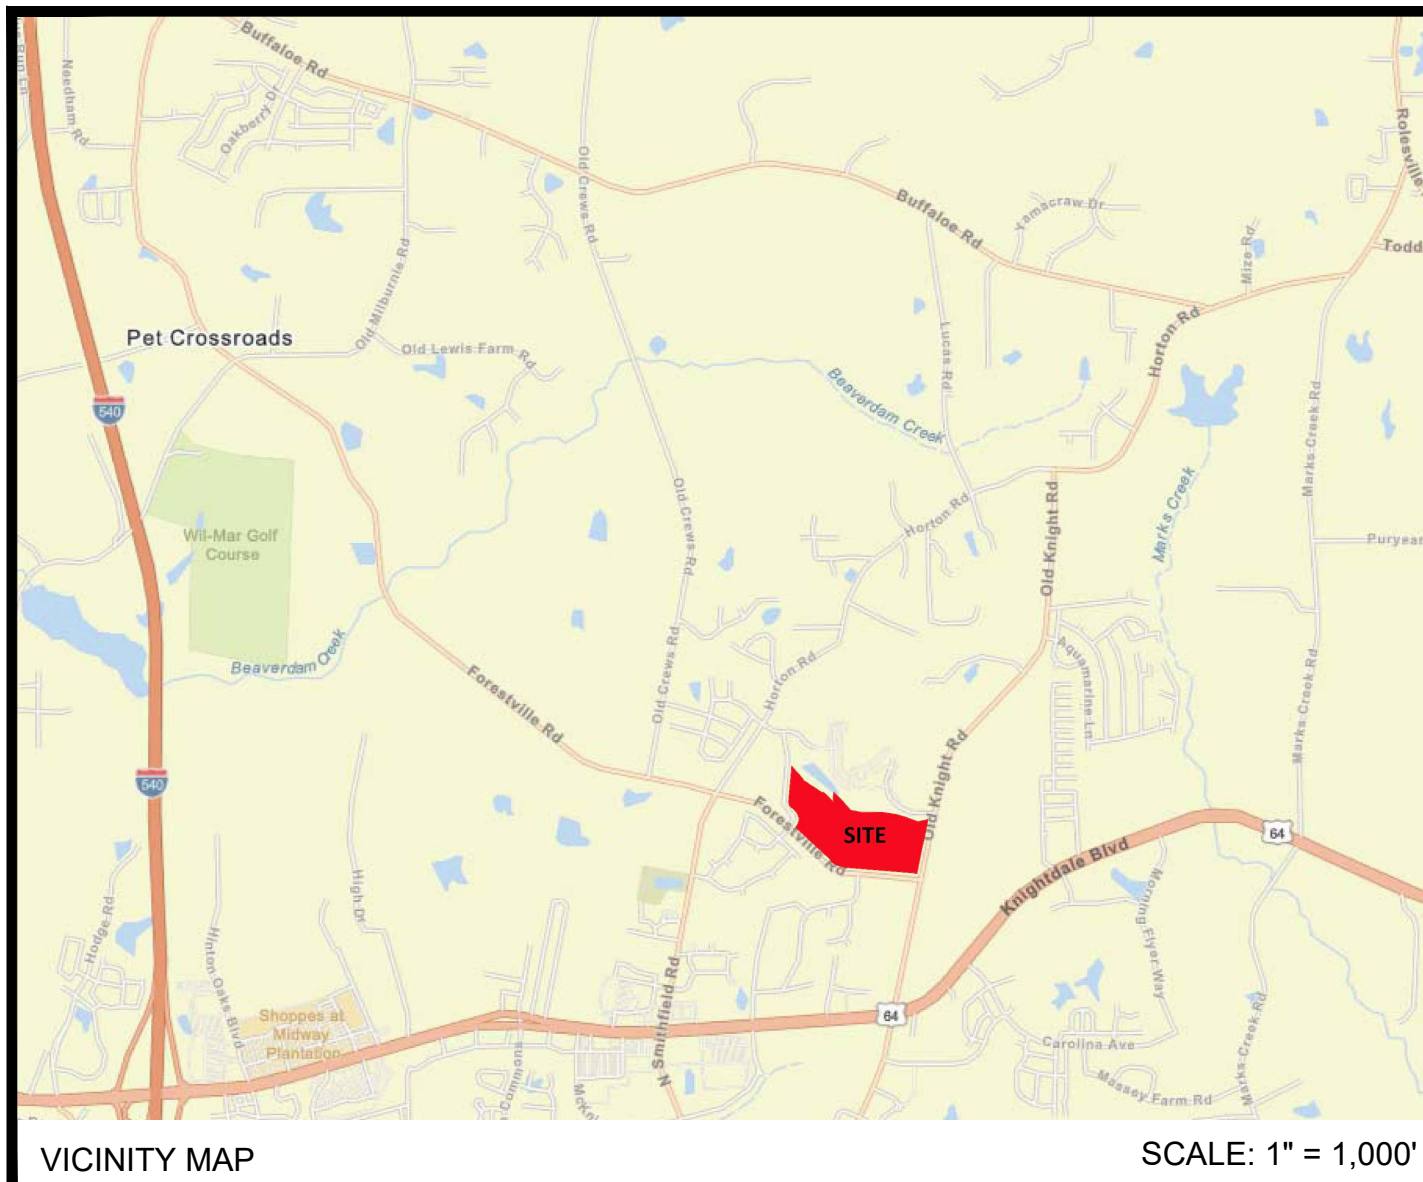 Buffaloe Rd
Needham Rd
Oakberry Dr
Old Crews Rd
Rolesville
Buffaloe Rd
Yamacraw Dr
Mize Rd
Todd
Old Milburnie Rd
Pet Crossroads
Old Lewis Farm Rd
Lucas Rd
Horton Rd
Beaverdam Creek
540
Marks Creek Rd
Old Crews Rd
Marks Creek
Horton Rd
Old Knight Rd
Wil-Mar Golf
Course
Puryear
Beaverdam Creek
Old Crews Rd
Horton Rd
Aquamarine Ln
Marks Creek Rd
Forestville Rd
Old Knight Rd
540
Forestville Rd
SITE
64
Knightdale Blvd
High Dr
Hodge Rd
Hinton Oaks Blvd
Morning Flyer Way
N Smithfield Rd
64
Shoppes at
Midway
Plantation
Carolina Ave
Marks Creek Rd
Commons
Massey Farm Rd
VICINITY MAP
SCALE: 1" = 1,000'